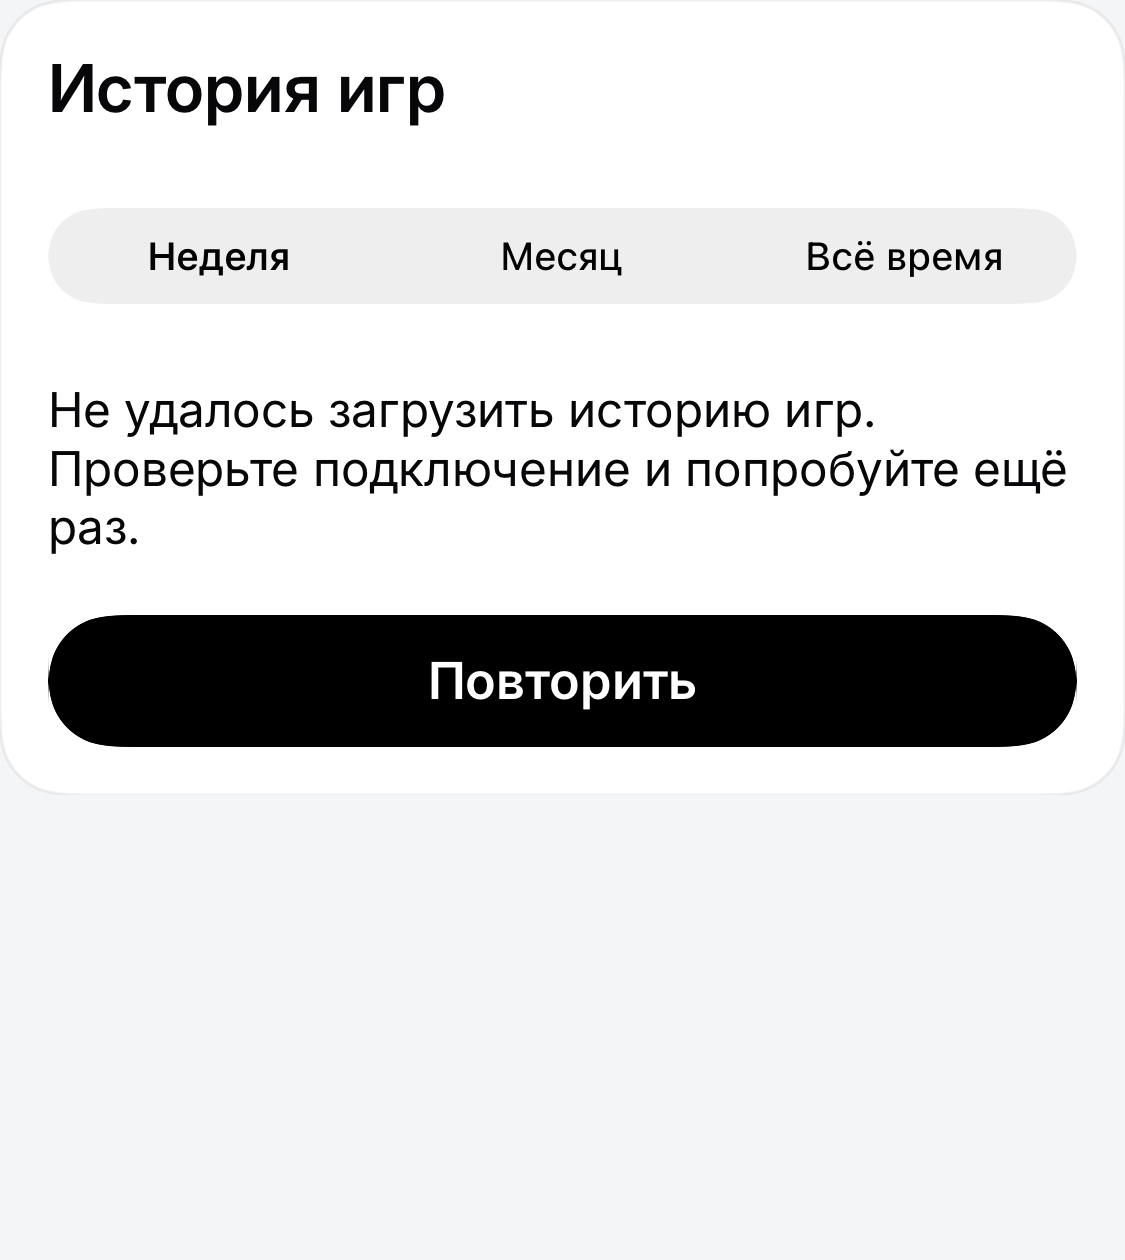 История игр
Неделя Месяц Всё время
Не удалось загрузить историю игр.
Проверьте подключение и попробуйте ещё
раз.
Повторить